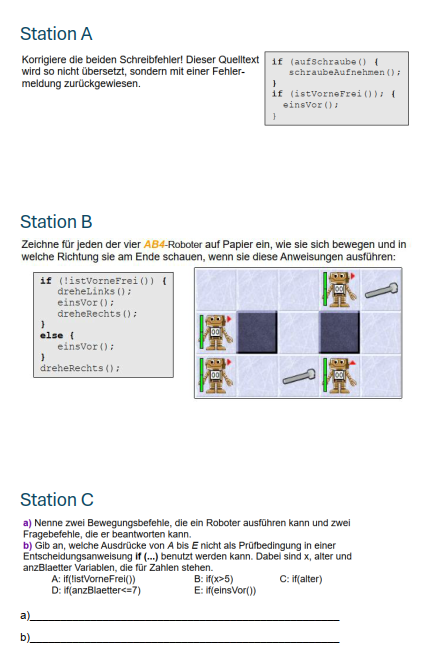 Station A
Korrigiere die beiden Schreibfehler! Dieser Quelltext
wird so nicht übersetzt, sondern mit einer Fehler-
meldung zurückgewiesen.
if (aufSchraube() {
schraubeAufnehmen();
}
if (istVorneFrei()); {
einsVor();
}
Station B
Zeichne für jeden der vier AB4-Roboter auf Papier ein, wie sie sich bewegen und in
welche Richtung sie am Ende schauen, wenn sie diese Anweisungen ausführen:
if (!istVorneFrei()) {
dreheLinks();
einsVor();
dreheRechts();
}
else {
einsVor();
}
dreheRechts();
Station C
a) Nenne zwei Bewegungsbefehle, die ein Roboter ausführen kann und zwei
Fragebefehle, die er beantworten kann.
b) Gib an, welche Ausdrücke von A bis E nicht als Prüfbedingung in einer
Entscheidungsanweisung if (...) benutzt werden kann. Dabei sind x, alter und
anzBlaetter Variablen, die für Zahlen stehen.
A: if(!istVorneFrei()) B: if(x>5) C: if(alter)
D: if(anzBlaetter<=7) E: if(einsVor())
a)
b)